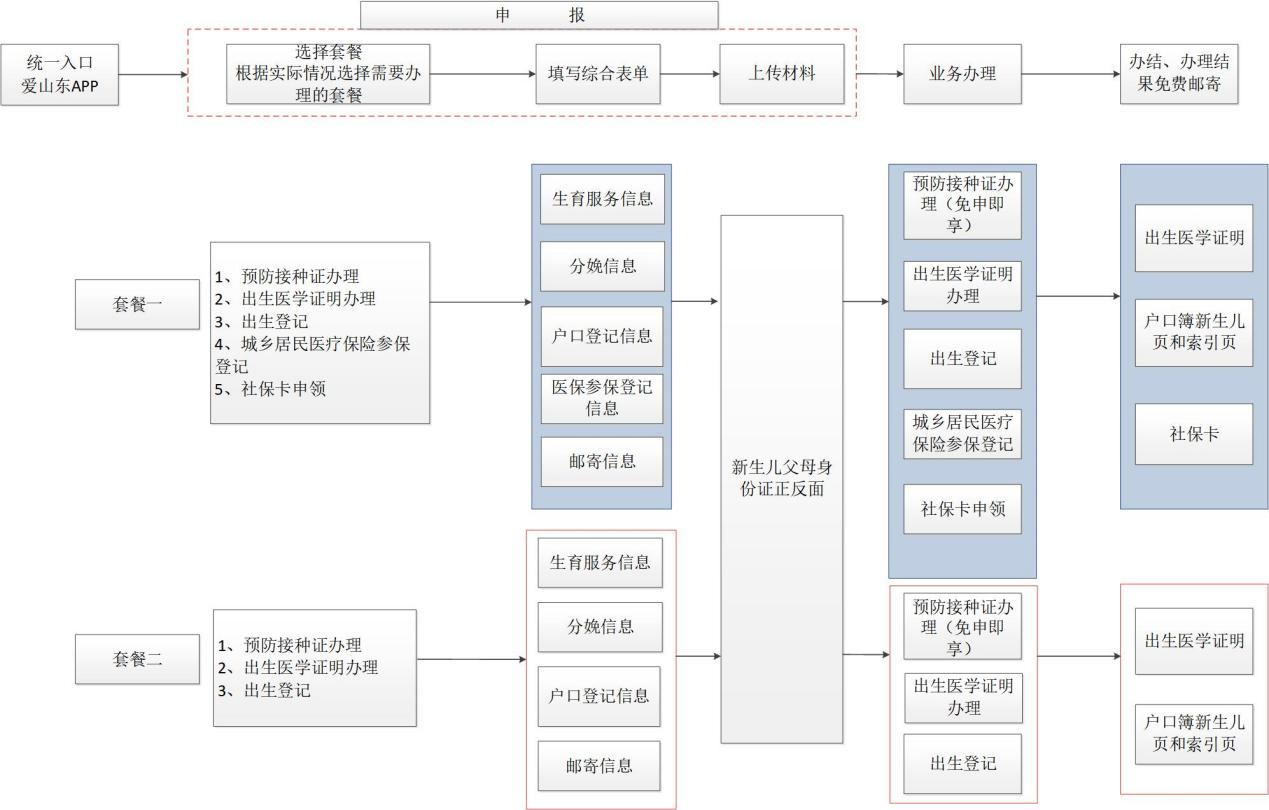 申 报
统一入口
爱山东APP
选择套餐
根据实际情况选择需要办
理的套餐
填写综合表单
上传材料
业务办理
办结、办理结
果免费邮寄
套餐一
1、预防接种证办理
2、出生医学证明办理
3、出生登记
4、城乡居民医疗保险参保
登记
5、社保卡申领
生育服务信息
分娩信息
户口登记信息
医保参保登记
信息
邮寄信息
新生儿父母身
份证正反面
预防接种证办
理（免申即
享）
出生医学证明
办理
出生登记
城乡居民医疗
保险参保登记
社保卡申领
出生医学证明
户口簿新生儿
页和索引页
社保卡
套餐二
1、预防接种证办理
2、出生医学证明办理
3、出生登记
生育服务信息
分娩信息
户口登记信息
邮寄信息
预防接种证办
理（免申即
享）
出生医学证明
办理
出生登记
出生医学证明
户口簿新生儿
页和索引页